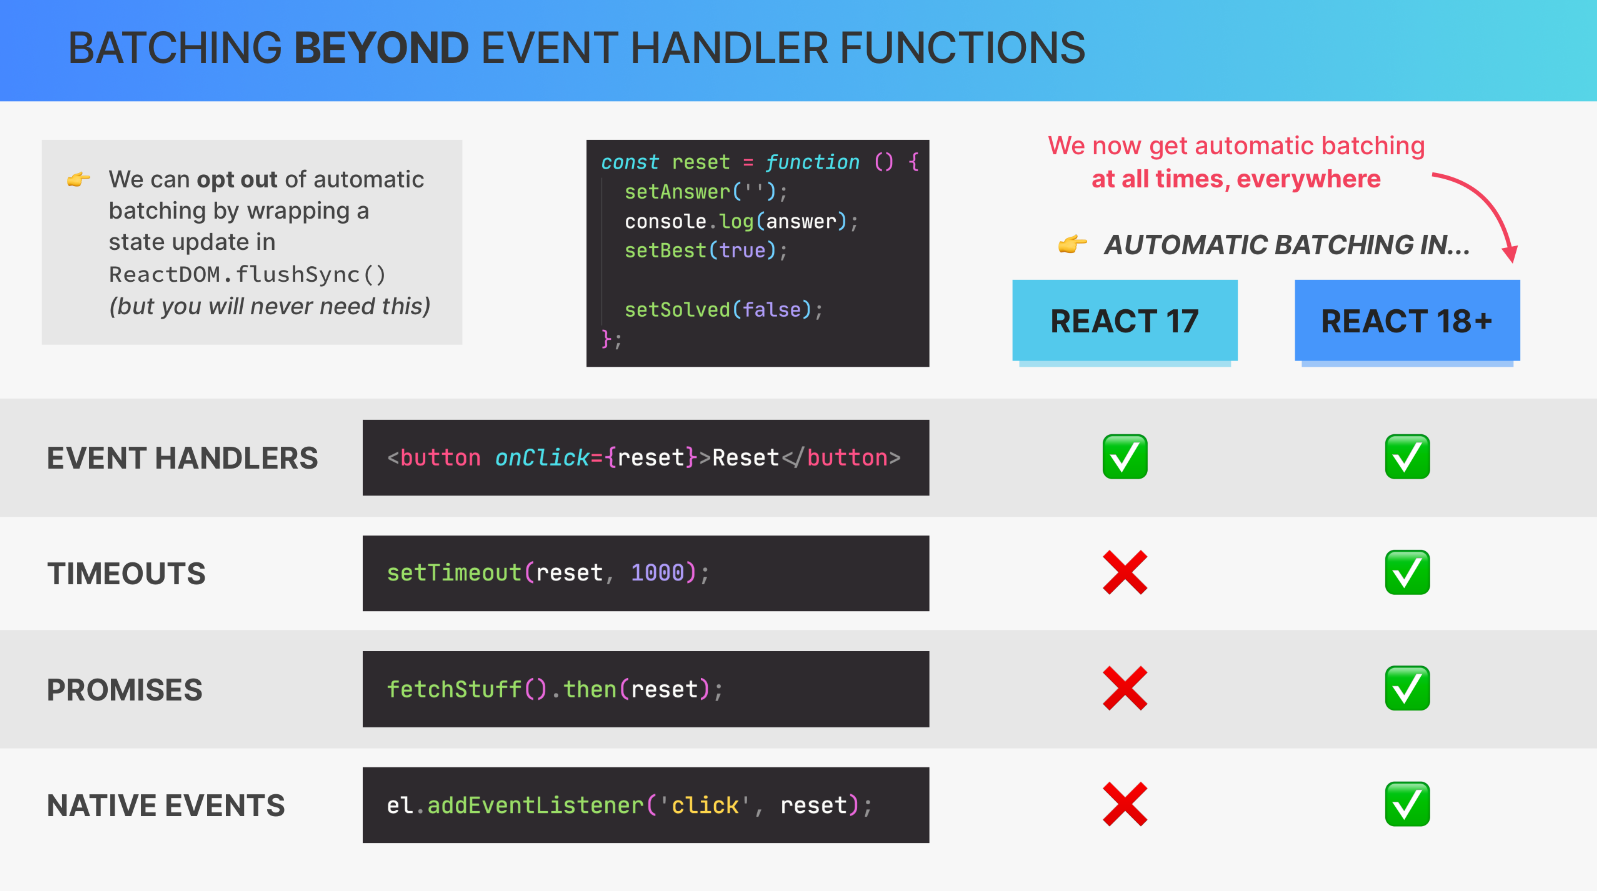 BATCHING BEYOND EVENT HANDLER FUNCTIONS
👉 We can opt out of automatic
batching by wrapping a
state update in
ReactDOM.flushSync()
(but you will never need this)
const reset = function () {
  setAnswer('');
  console.log(answer);
  setBest(true);

  setSolved(false);
};
We now get automatic batching
at all times, everywhere
👉 AUTOMATIC BATCHING IN...
REACT 17
REACT 18+
EVENT HANDLERS
<button onClick={reset}>Reset</button>
✅ ✅
TIMEOUTS
setTimeout(reset, 1000);
❌ ✅
PROMISES
fetchStuff().then(reset);
❌ ✅
NATIVE EVENTS
el.addEventListener('click', reset);
❌ ✅